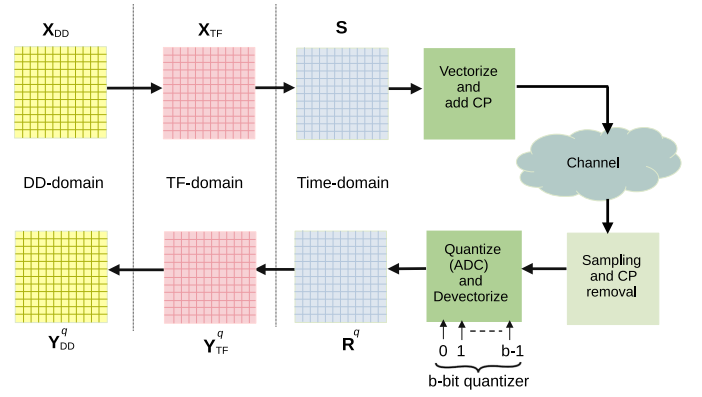 X_DD X_TF S
Vectorize
and
add CP
Channel
DD-domain TF-domain Time-domain
Quantize
(ADC)
and
Devectorize
Sampling
and CP
removal
Y^q_DD Y^q_TF R^q
0 1 b-1
b-bit quantizer